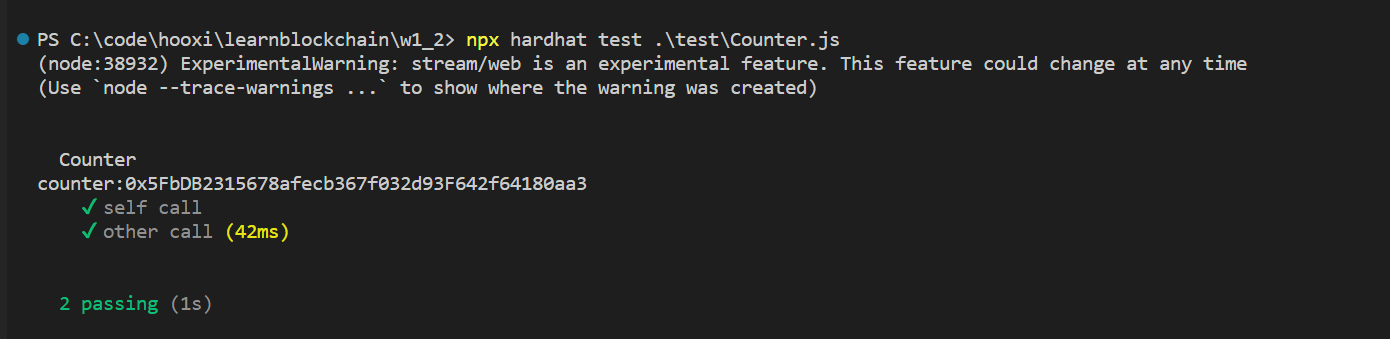 PS C:\code\hooxi\learnblockchain\w1_2> npx hardhat test .\test\Counter.js
(node:38932) ExperimentalWarning: stream/web is an experimental feature. This feature could change at any time
(Use `node --trace-warnings ...` to show where the warning was created)
Counter
counter:0x5FbDB2315678afecb367f032d93F642f64180aa3
✓ self call
✓ other call (42ms)
2 passing (1s)